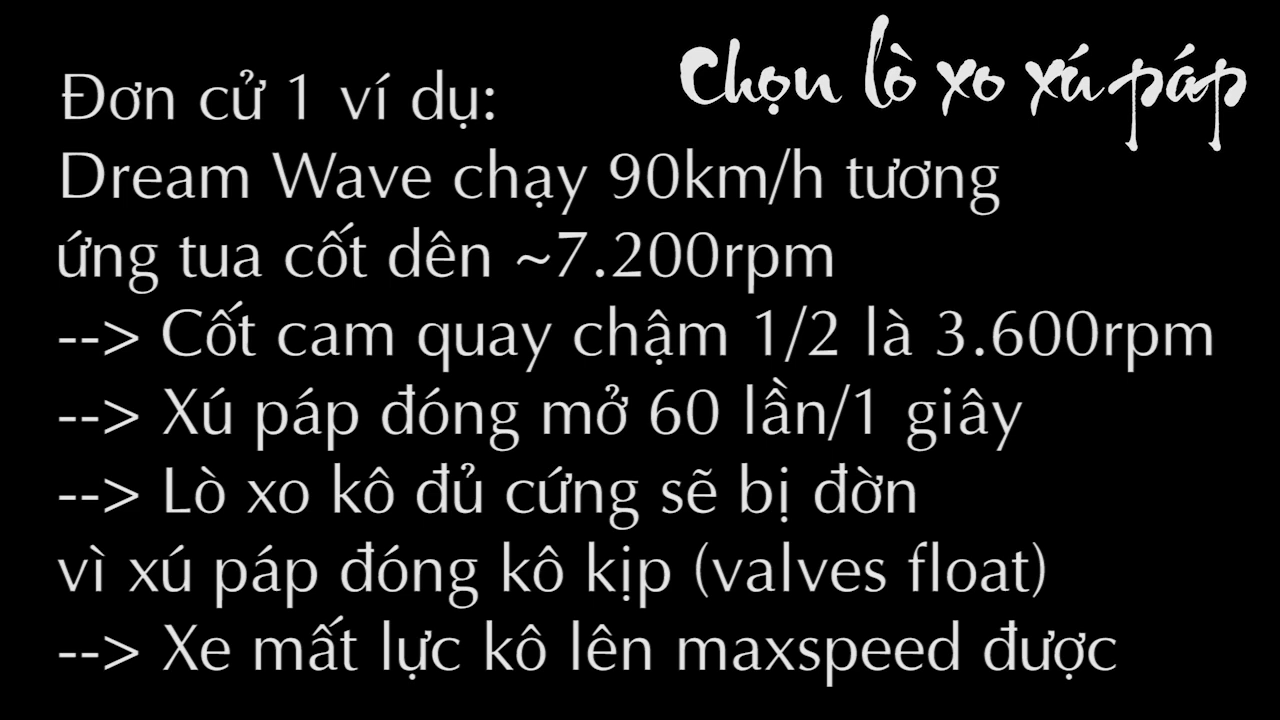 Chọn lò xo xú páp
Đơn cử 1 ví dụ:
Dream Wave chạy 90km/h tương
ứng tua cốt dên ~7.200rpm
--> Cốt cam quay chậm 1/2 là 3.600rpm
--> Xú páp đóng mở 60 lần/1 giây
--> Lò xo kô đủ cứng sẽ bị đờn
vì xú páp đóng kô kịp (valves float)
--> Xe mất lực kô lên maxspeed được